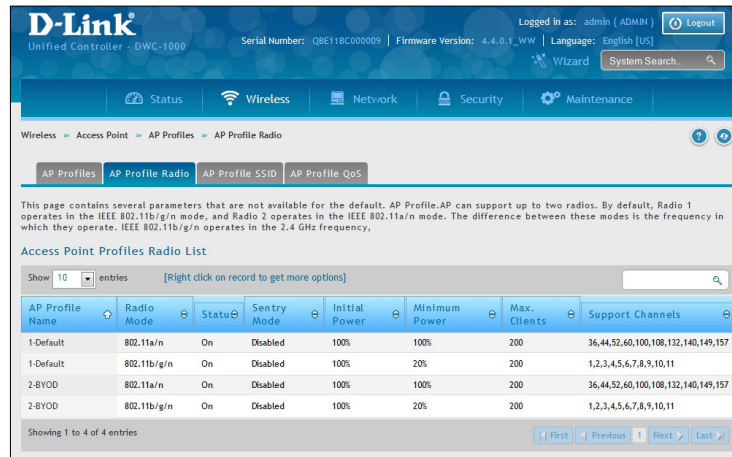 D-Link
Logged in as: admin ( ADMIN ) Logout
Unified Controller - DWC-1000
Serial Number: QBE11BC000009 | Firmware Version: 4.4.0.1_WW | Language: English [US]
Wizard System Search...
Status Wireless Network Security Maintenance
Wireless » Access Point » AP Profiles » AP Profile Radio
AP Profiles AP Profile Radio AP Profile SSID AP Profile QoS
This page contains several parameters that are not available for the default. AP Profile.AP can support up to two radios. By default, Radio 1
operates in the IEEE 802.11b/g/n mode, and Radio 2 operates in the IEEE 802.11a/n mode. The difference between these modes is the frequency in
which they operate. IEEE 802.11b/g/n operates in the 2.4 GHz frequency,
Access Point Profiles Radio List
Show 10 entries [Right click on record to get more options]
AP Profile Name Radio Mode Status Sentry Mode Initial Power Minimum Power Max. Clients Support Channels
1-Default 802.11a/n On Disabled 100% 100% 200 36,44,52,60,100,108,132,140,149,157
1-Default 802.11b/g/n On Disabled 100% 20% 200 1,2,3,4,5,6,7,8,9,10,11
2-BYOD 802.11a/n On Disabled 100% 100% 200 36,44,52,60,100,108,132,140,149,157
2-BYOD 802.11b/g/n On Disabled 100% 20% 200 1,2,3,4,5,6,7,8,9,10,11
Showing 1 to 4 of 4 entries First Previous 1 Next Last